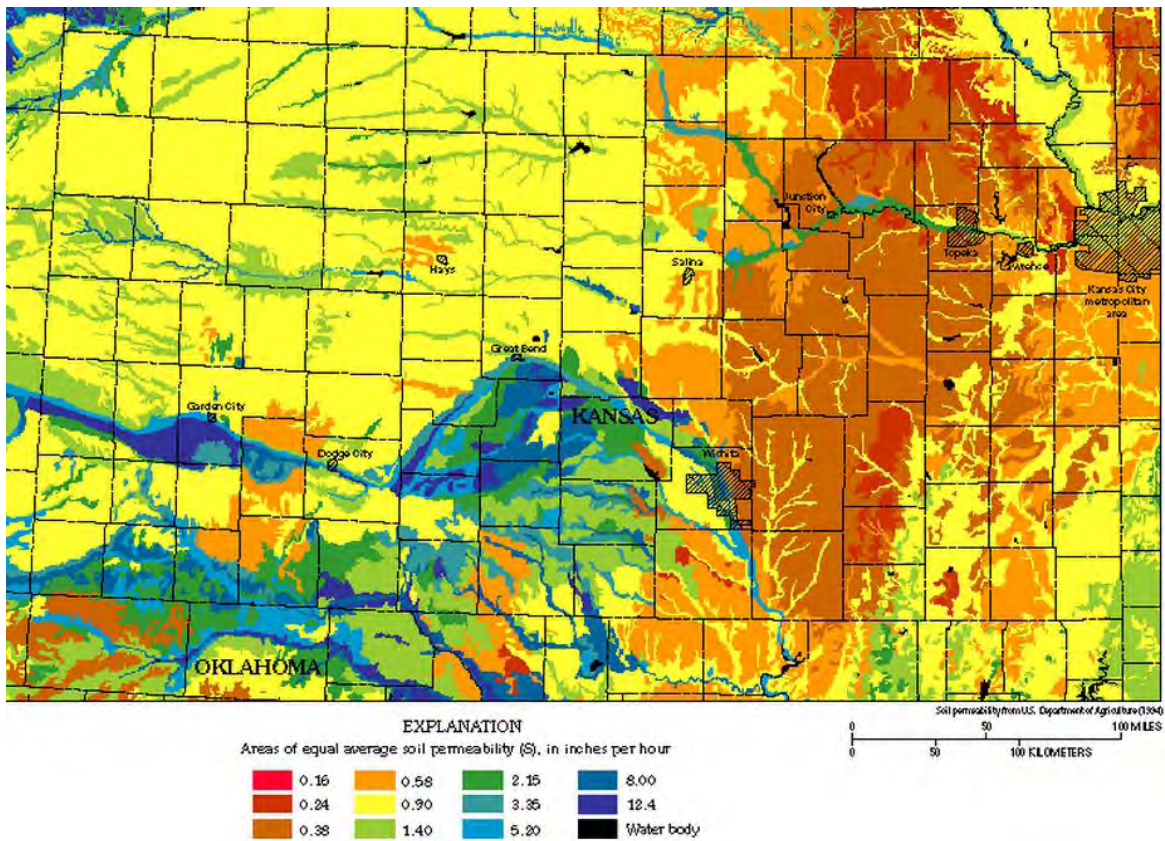 Junction
City
Topeka
Lawrence
Kansas City
metropolitan
area
Hays
Salina
Great Bend
KANSAS
Garden City
Dodge City
Wichita
OKLAHOMA
Soil permeability from U.S. Department of Agriculture (1994)
0 50 100 MILES
0 50 100 KILOMETERS
EXPLANATION
Areas of equal average soil permeability (S), in inches per hour
0.16 0.58 2.15 8.00
0.24 0.90 3.35 12.4
0.38 1.40 5.20 Water body